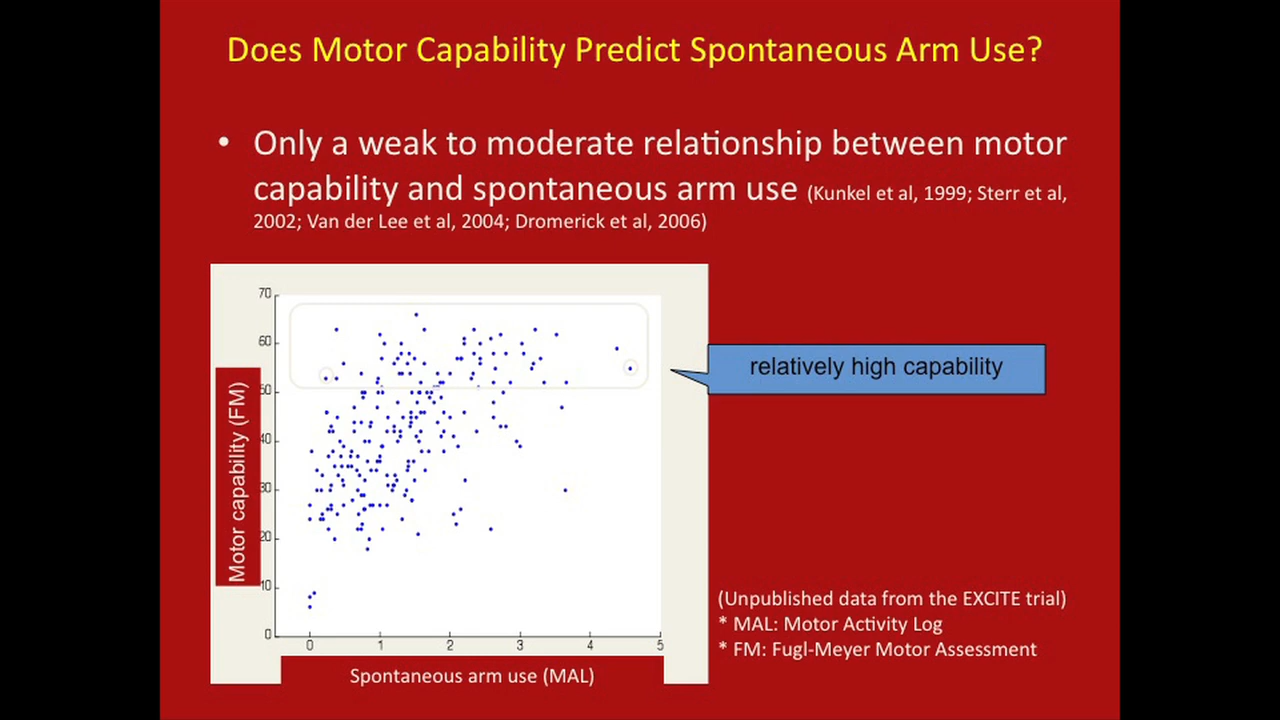 Does Motor Capability Predict Spontaneous Arm Use?
• Only a weak to moderate relationship between motor
capability and spontaneous arm use (Kunkel et al, 1999; Sterr et al,
2002; Van der Lee et al, 2004; Dromerick et al, 2006)
70
60
50
40
30
20
10
0
Motor capability (FM)
0 1 2 3 4 5
Spontaneous arm use (MAL)
relatively high capability
(Unpublished data from the EXCITE trial)
* MAL: Motor Activity Log
* FM: Fugl-Meyer Motor Assessment